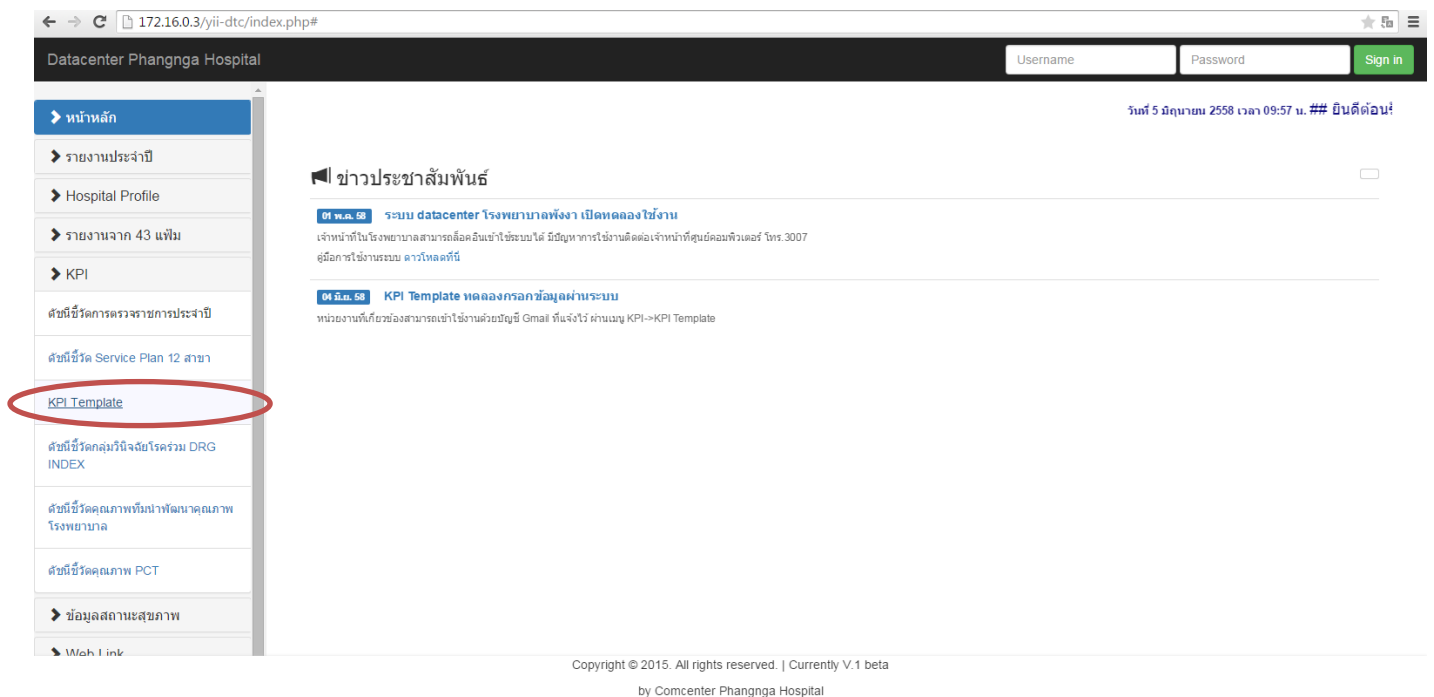 172.16.0.3/yii-dtc/index.php#
Datacenter Phangnga Hospital
Username
Password
Sign in
วันที่ 5 มิถุนายน 2558 เวลา 09:57 น. ## ยินดีต้อนรั
หน้าหลัก
รายงานประจำปี
Hospital Profile
รายงานจาก 43 แฟ้ม
KPI
ดัชนีชี้วัดการตรวจราชการประจำปี
ดัชนีชี้วัด Service Plan 12 สาขา
KPI Template
ดัชนีชี้วัดกลุ่มวินิจฉัยโรคร่วม DRG
INDEX
ดัชนีชี้วัดคุณภาพทีมนำพัฒนาคุณภาพ
โรงพยาบาล
ดัชนีชี้วัดคุณภาพ PCT
ข้อมูลสถานะสุขภาพ
Web Link
ข่าวประชาสัมพันธ์
01 พ.ค. 58 ระบบ datacenter โรงพยาบาลพังงา เปิดทดลองใช้งาน
เจ้าหน้าที่ในโรงพยาบาลสามารถล็อคอินเข้าใช้ระบบได้ มีปัญหาการใช้งานติดต่อเจ้าหน้าที่ศูนย์คอมพิวเตอร์ โทร.3007
คู่มือการใช้งานระบบ ดาวโหลดที่นี่
04 มิ.ย. 58 KPI Template ทดลองกรอกข้อมูลผ่านระบบ
หน่วยงานที่เกี่ยวข้องสามารถเข้าใช้งานด้วยบัญชี Gmail ที่แจ้งไว้ ผ่านเมนู KPI->KPI Template
Copyright © 2015. All rights reserved. | Currently V.1 beta
by Comcenter Phangnga Hospital